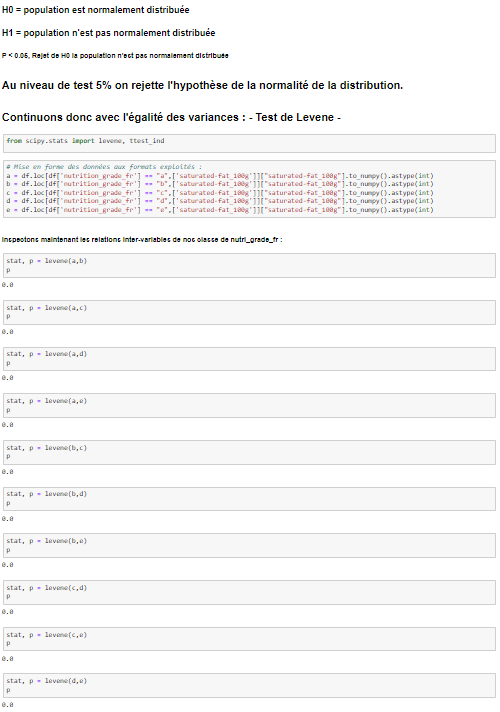 H0 = population est normalement distribuée
H1 = population n'est pas normalement distribuée
P < 0.05, Rejet de H0 la population n'est pas normalement distribuée
Au niveau de test 5% on rejette l'hypothèse de la normalité de la distribution.
Continuons donc avec l'égalité des variances : - Test de Levene -
from scipy.stats import levene, ttest_ind
# Mise en forme des données aux formats exploités :
a = df.loc[df['nutrition_grade_fr'] == "a",['saturated-fat_100g']]["saturated-fat_100g"].to_numpy().astype(int)
b = df.loc[df['nutrition_grade_fr'] == "b",['saturated-fat_100g']]["saturated-fat_100g"].to_numpy().astype(int)
c = df.loc[df['nutrition_grade_fr'] == "c",['saturated-fat_100g']]["saturated-fat_100g"].to_numpy().astype(int)
d = df.loc[df['nutrition_grade_fr'] == "d",['saturated-fat_100g']]["saturated-fat_100g"].to_numpy().astype(int)
e = df.loc[df['nutrition_grade_fr'] == "e",['saturated-fat_100g']]["saturated-fat_100g"].to_numpy().astype(int)
Inspectons maintenant les relations inter-variables de nos classe de nutri_grade_fr :
stat, p = levene(a,b)
p
0.0
stat, p = levene(a,c)
p
0.0
stat, p = levene(a,d)
p
0.0
stat, p = levene(a,e)
p
0.0
stat, p = levene(b,c)
p
0.0
stat, p = levene(b,d)
p
0.0
stat, p = levene(b,e)
p
0.0
stat, p = levene(c,d)
p
0.0
stat, p = levene(c,e)
p
0.0
stat, p = levene(d,e)
p
0.0